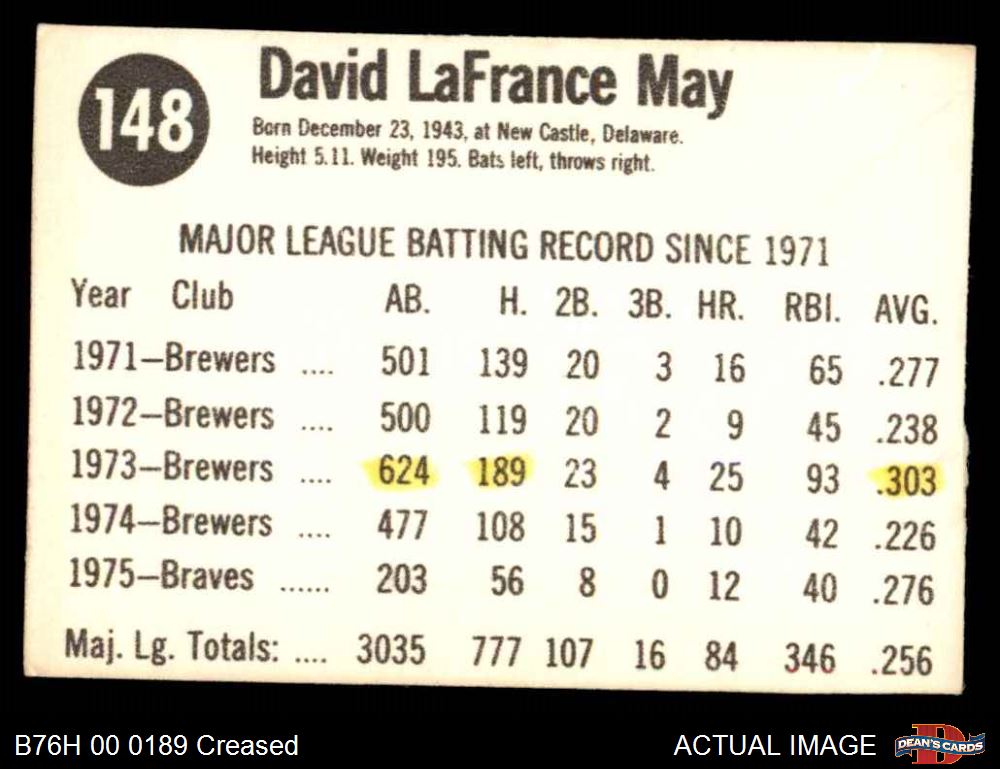 148
David LaFrance May
Born December 23, 1943, at New Castle, Delaware.
Height 5.11. Weight 195. Bats left, throws right.
MAJOR LEAGUE BATTING RECORD SINCE 1971
Year Club AB. H. 2B. 3B. HR. RBI. AVG.
1971—Brewers .... 501 139 20 3 16 65 .277
1972—Brewers .... 500 119 20 2 9 45 .238
1973—Brewers .... 624 189 23 4 25 93 .303
1974—Brewers .... 477 108 15 1 10 42 .226
1975—Braves ...... 203 56 8 0 12 40 .276
Maj. Lg. Totals: .... 3035 777 107 16 84 346 .256
B76H 00 0189 Creased
ACTUAL IMAGE
D
DEAN'S CARDS